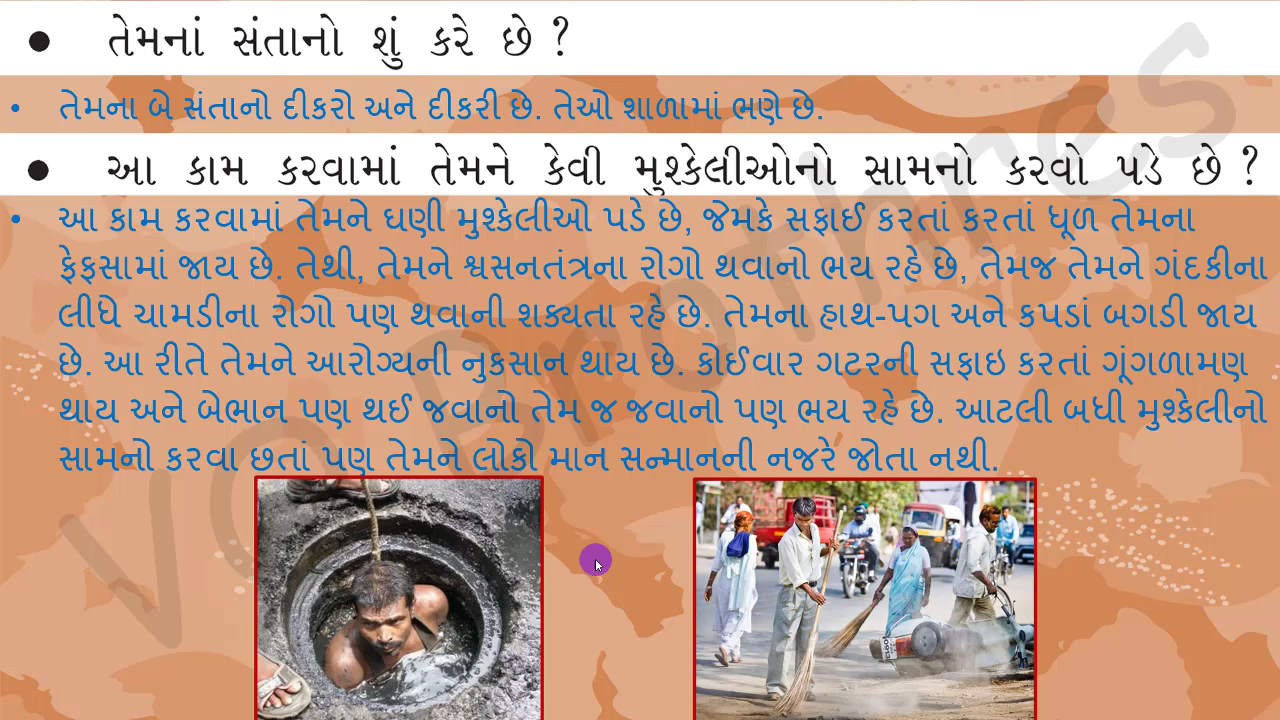 ● તેમનાં સંતાનો શું કરે છે ?
• તેમના બે સંતાનો દીકરો અને દીકરી છે. તેઓ શાળામાં ભણે છે.
● આ કામ કરવામાં તેમને કેવી મુશ્કેલીઓનો સામનો કરવો પડે છે ?
• આ કામ કરવામાં તેમને ઘણી મુશ્કેલીઓ પડે છે, જેમકે સફાઈ કરતાં કરતાં ધૂળ તેમના
ફેફસામાં જાય છે. તેથી, તેમને શ્વસનતંત્રના રોગો થવાનો ભય રહે છે, તેમજ તેમને ગંદકીના
લીધે ચામડીના રોગો પણ થવાની શક્યતા રહે છે. તેમના હાથ-પગ અને કપડાં બગડી જાય
છે. આ રીતે તેમને આરોગ્યની નુકસાન થાય છે. કોઈવાર ગટરની સફાઇ કરતાં ગૂંગળામણ
થાય અને બેભાન પણ થઈ જવાનો તેમ જ જવાનો પણ ભય રહે છે. આટલી બધી મુશ્કેલીનો
સામનો કરવા છતાં પણ તેમને લોકો માન સન્માનની નજરે જોતા નથી.